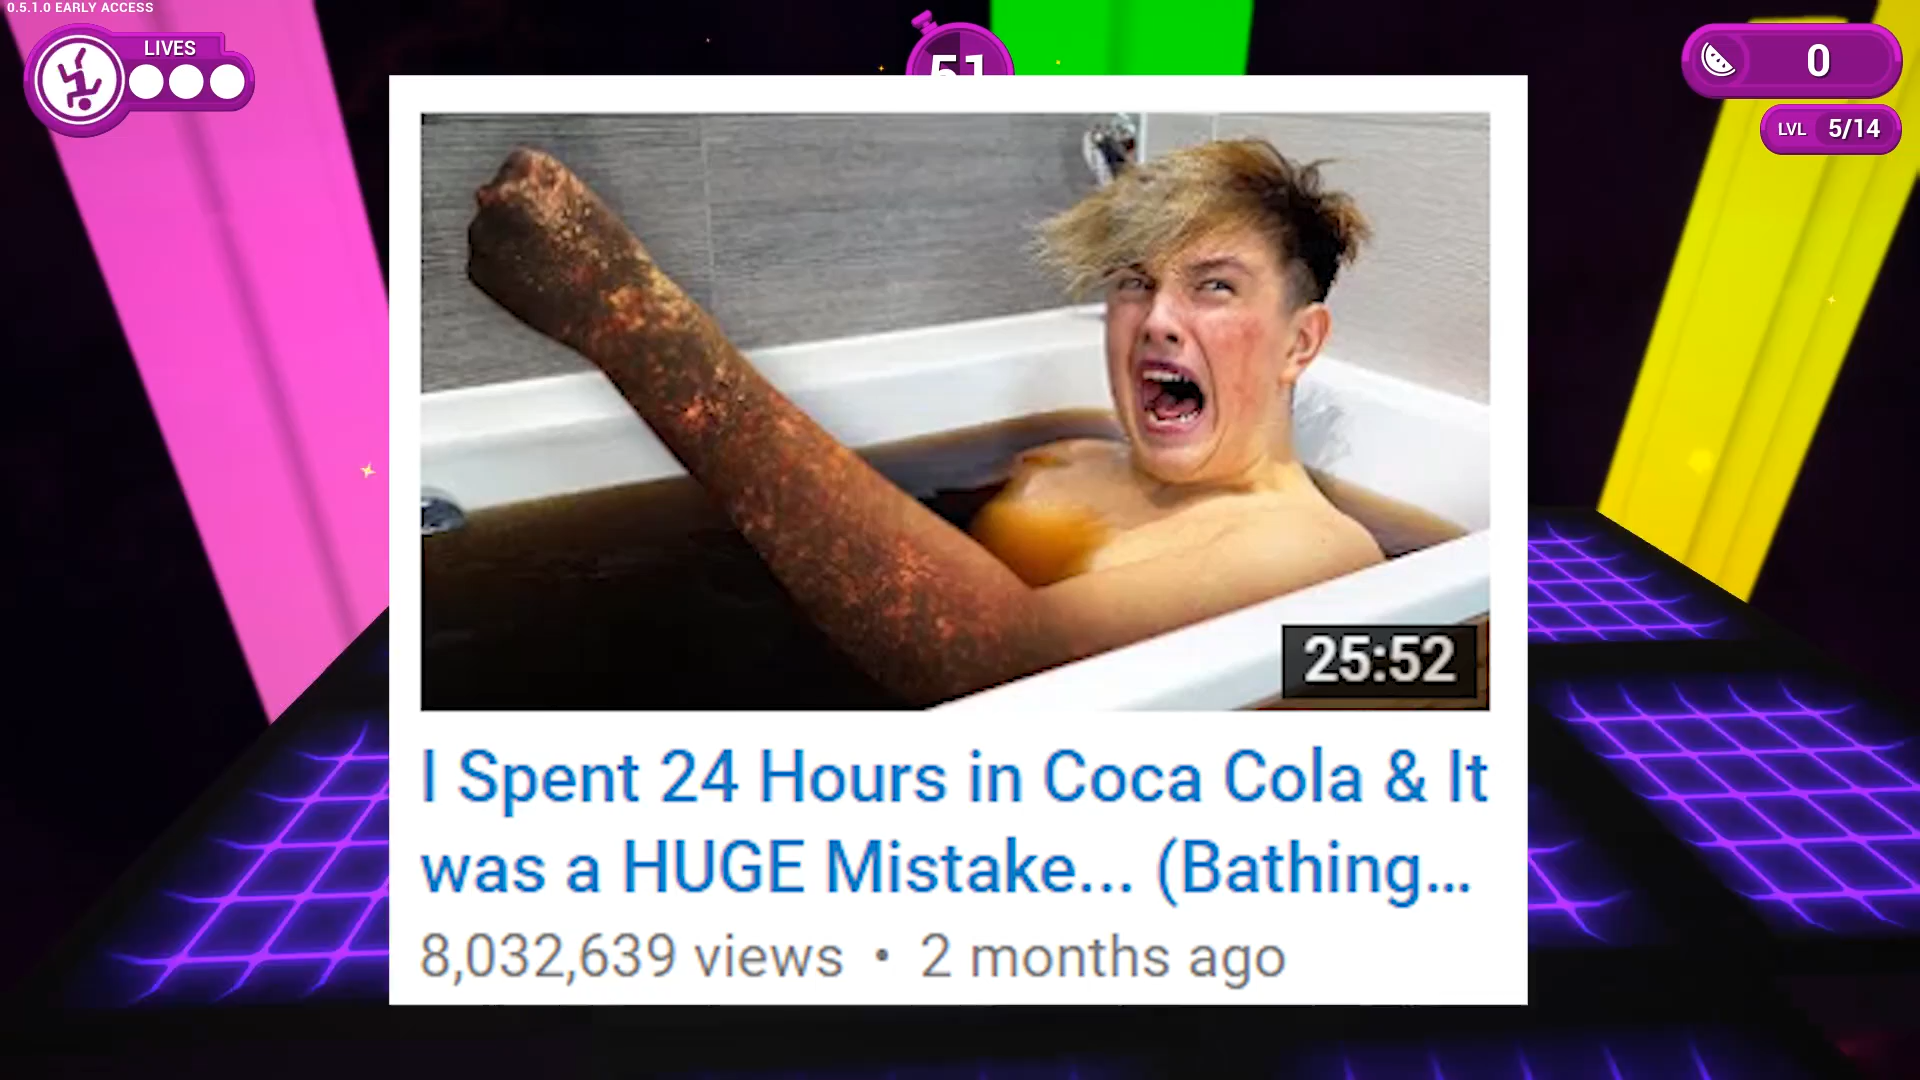 0.5.1.0 EARLY ACCESS
LIVES
51
0
LVL 5/14
25:52
I Spent 24 Hours in Coca Cola & It
was a HUGE Mistake... (Bathing...
8,032,639 views • 2 months ago